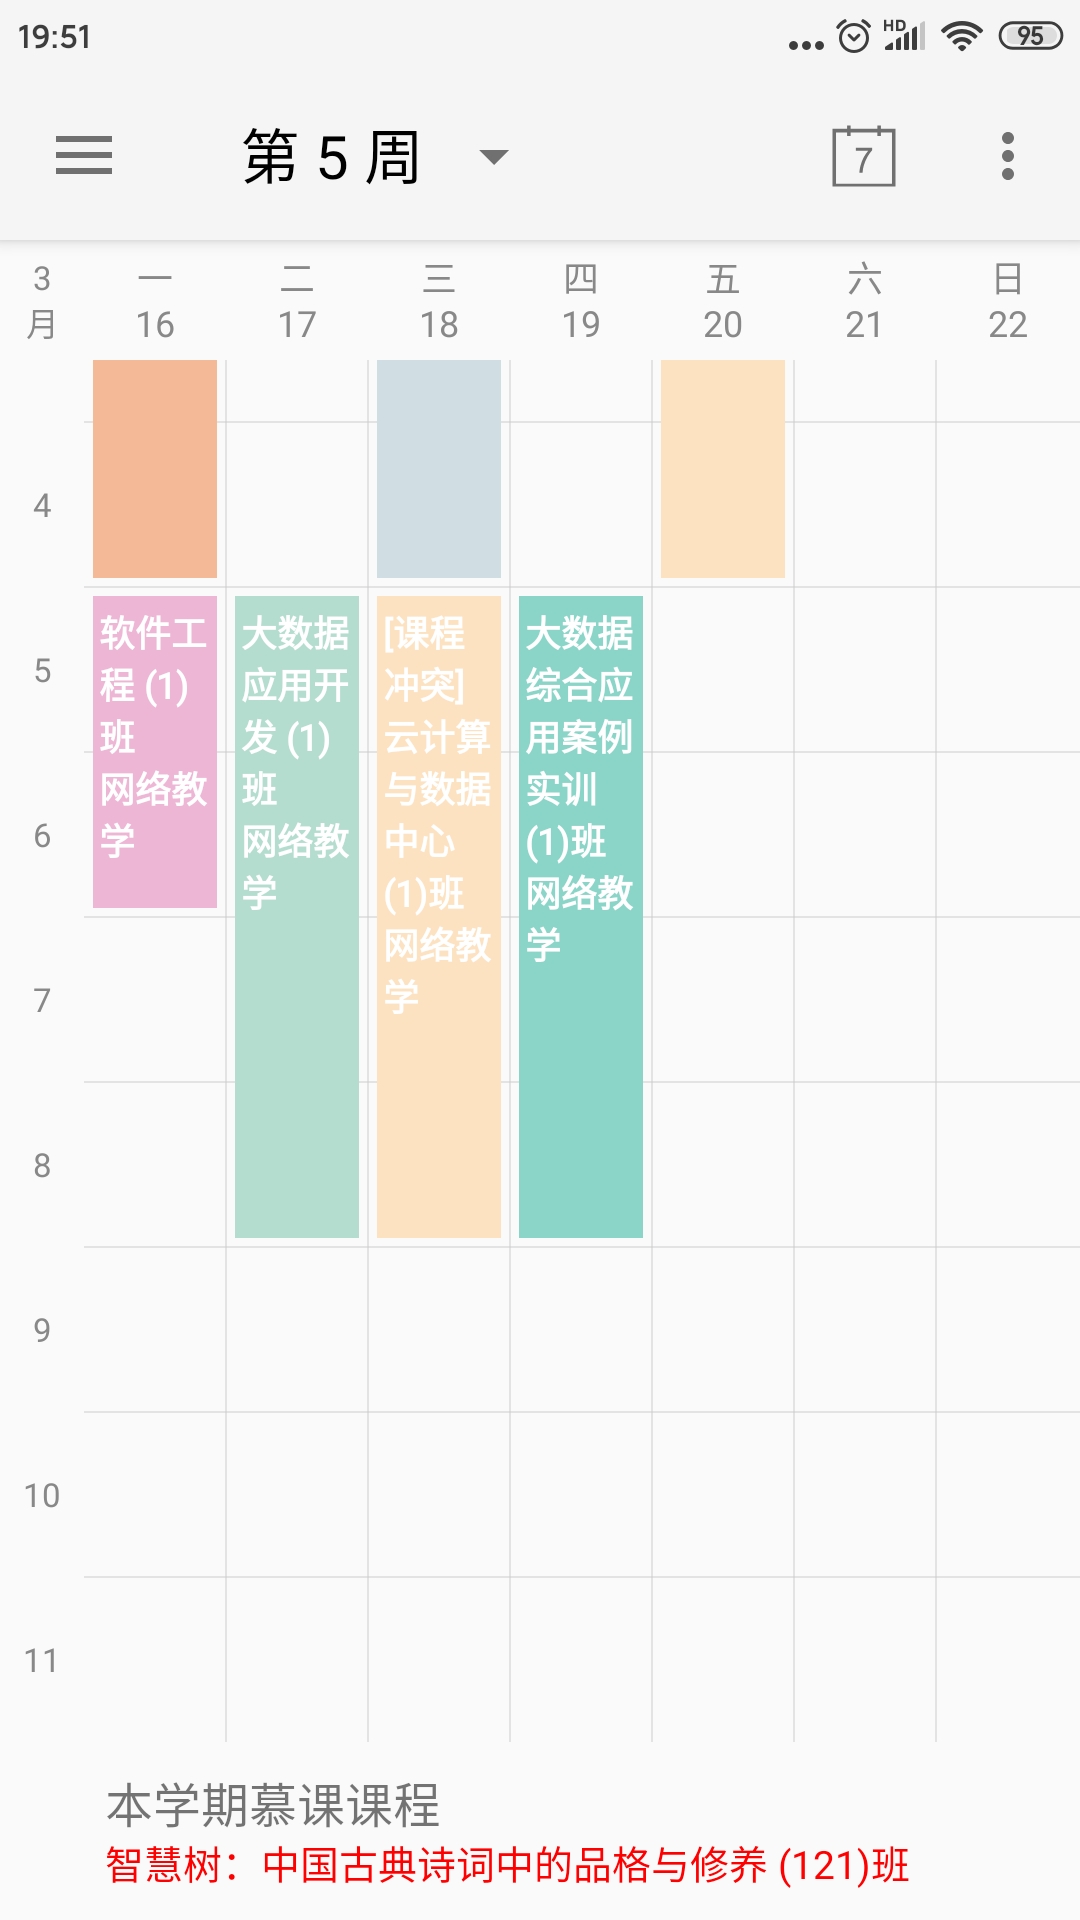 19:51
HD
95
第 5 周
7
3
月
一
16
二
17
三
18
四
19
五
20
六
21
日
22
4
5
6
7
8
9
10
11
软件工
程 (1)
班
网络教
学
大数据
应用开
发 (1)
班
网络教
学
[课程
冲突]
云计算
与数据
中心
(1)班
网络教
学
大数据
综合应
用案例
实训
(1)班
网络教
学
本学期慕课课程
智慧树：中国古典诗词中的品格与修养 (121)班